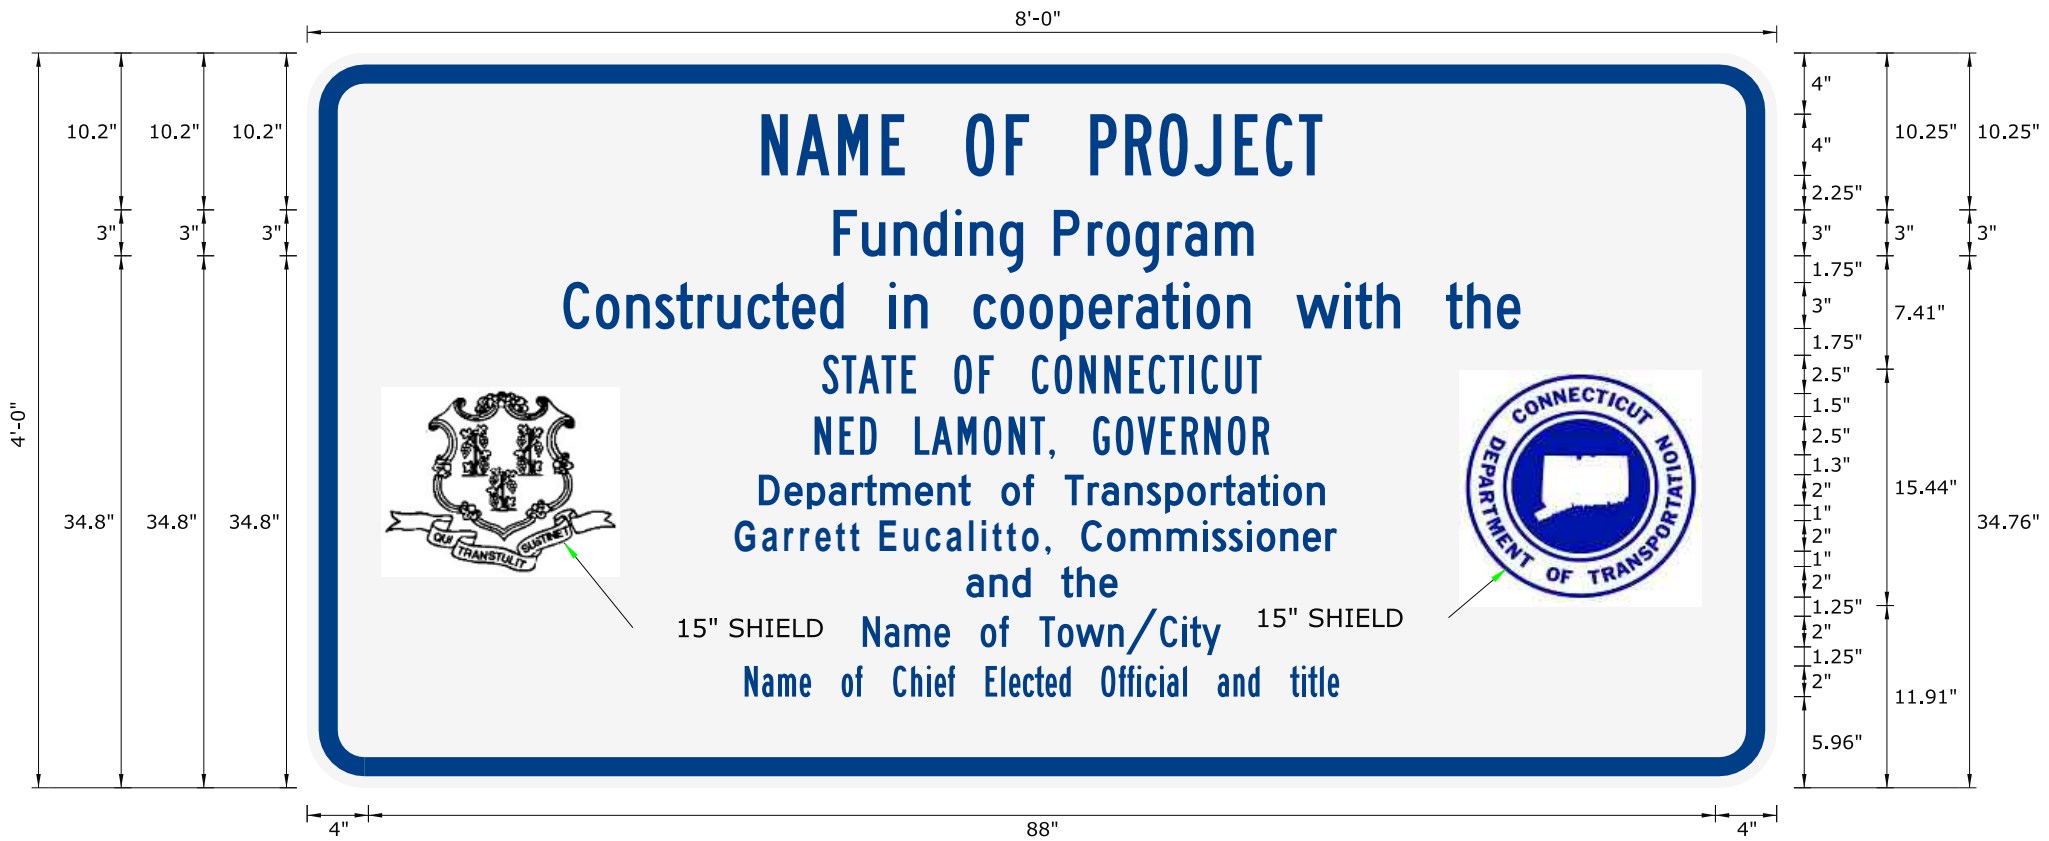 8'-0"
NAME OF PROJECT
Funding Program
Constructed in cooperation with the
STATE OF CONNECTICUT
NED LAMONT, GOVERNOR
Department of Transportation
Garrett Eucalitto, Commissioner
and the
Name of Town/City
Name of Chief Elected Official and title
QUI TRANSTULIT SUSTINET
15" SHIELD
CONNECTICUT
DEPARTMENT OF TRANSPORTATION
15" SHIELD
4'-0"
10.2" 10.2" 10.2"
3" 3" 3"
34.8" 34.8" 34.8"
4"
4"
2.25"
3"
1.75"
3"
1.75"
2.5"
1.5"
2.5"
1.3"
2"
1"
2"
1"
2"
1.25"
2"
1.25"
2"
5.96"
10.25"
3"
7.41"
15.44"
11.91"
10.25"
3"
34.76"
4" 88" 4"